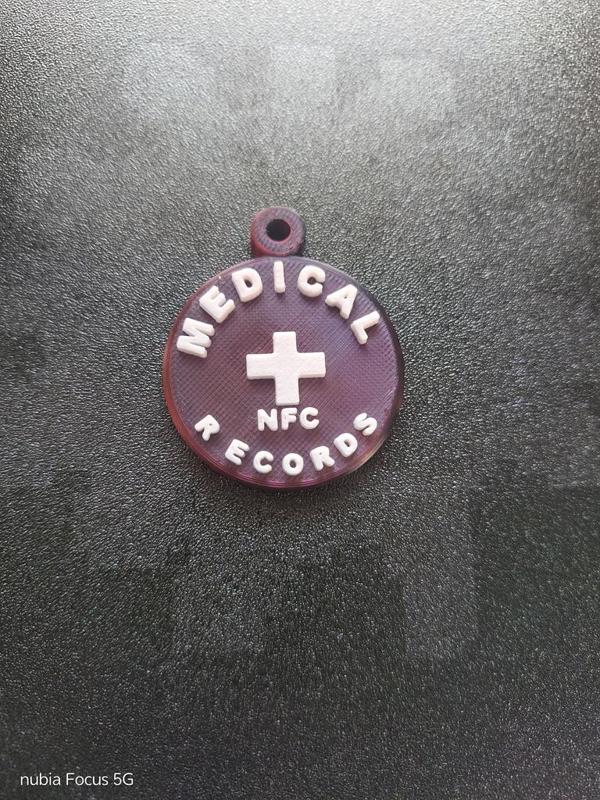 MEDICAL
NFC
RECORDS
nubia Focus 5G